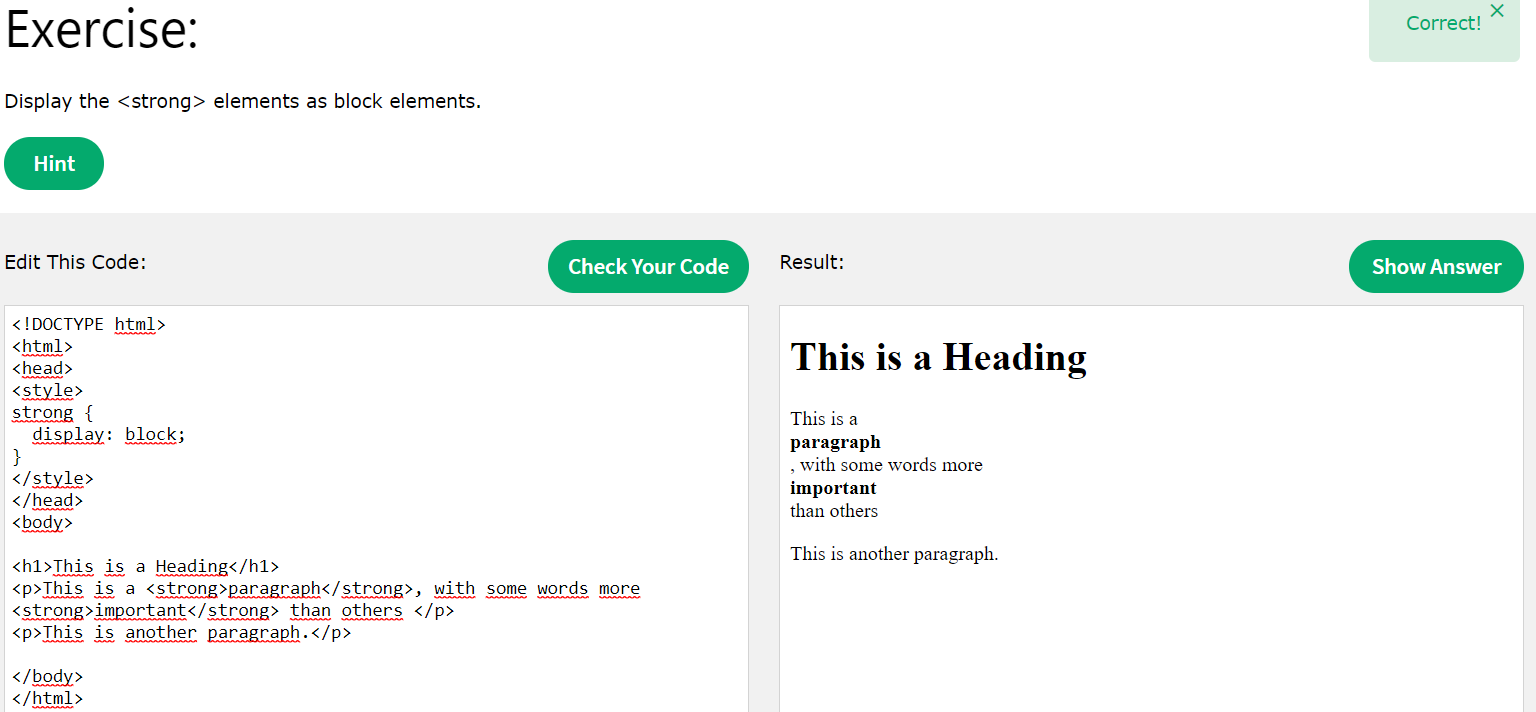 Exercise:
Correct!
×
Display the <strong> elements as block elements.
Hint
Edit This Code:
Check Your Code
Result:
Show Answer
<!DOCTYPE html>
<html>
<head>
<style>
strong {
  display: block;
}
</style>
</head>
<body>
<h1>This is a Heading</h1>
<p>This is a <strong>paragraph</strong>, with some words more
<strong>important</strong> than others </p>
<p>This is another paragraph.</p>
</body>
</html>
This is a Heading
This is a
paragraph
, with some words more
important
than others
This is another paragraph.